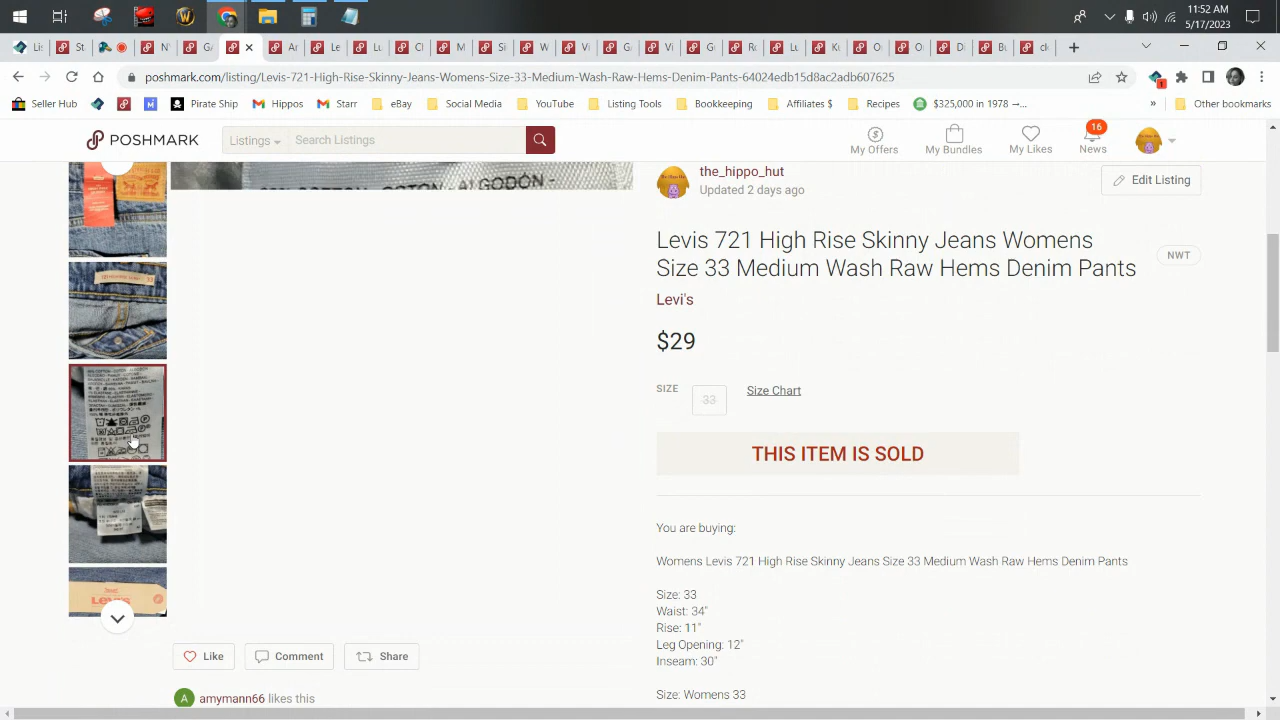 11:52 AM
5/17/2023
poshmark.com/listing/Levis-721-High-Rise-Skinny-Jeans-Womens-Size-33-Medium-Wash-Raw-Hems-Denim-Pants-64024edb15d8ac2adb607625
1
Seller Hub
Pirate Ship
Hippos
Starr
eBay
Social Media
YouTube
Listing Tools
Bookkeeping
Affiliates $
Recipes
$325,000 in 1978 →...
»
Other bookmarks
POSHMARK
Listings
Search Listings
My Offers
My Bundles
My Likes
16
News
the_hippo_hut
Updated 2 days ago
Edit Listing
Levis 721 High Rise Skinny Jeans Womens
Size 33 Medium Wash Raw Hems Denim Pants
NWT
Levi's
$29
SIZE
33
Size Chart
THIS ITEM IS SOLD
You are buying:
Womens Levis 721 High Rise Skinny Jeans Size 33 Medium Wash Raw Hems Denim Pants
Size: 33
Waist: 34"
Rise: 11"
Leg Opening: 12"
Inseam: 30"
Size: Womens 33
Like
Comment
Share
A
amymann66 likes this